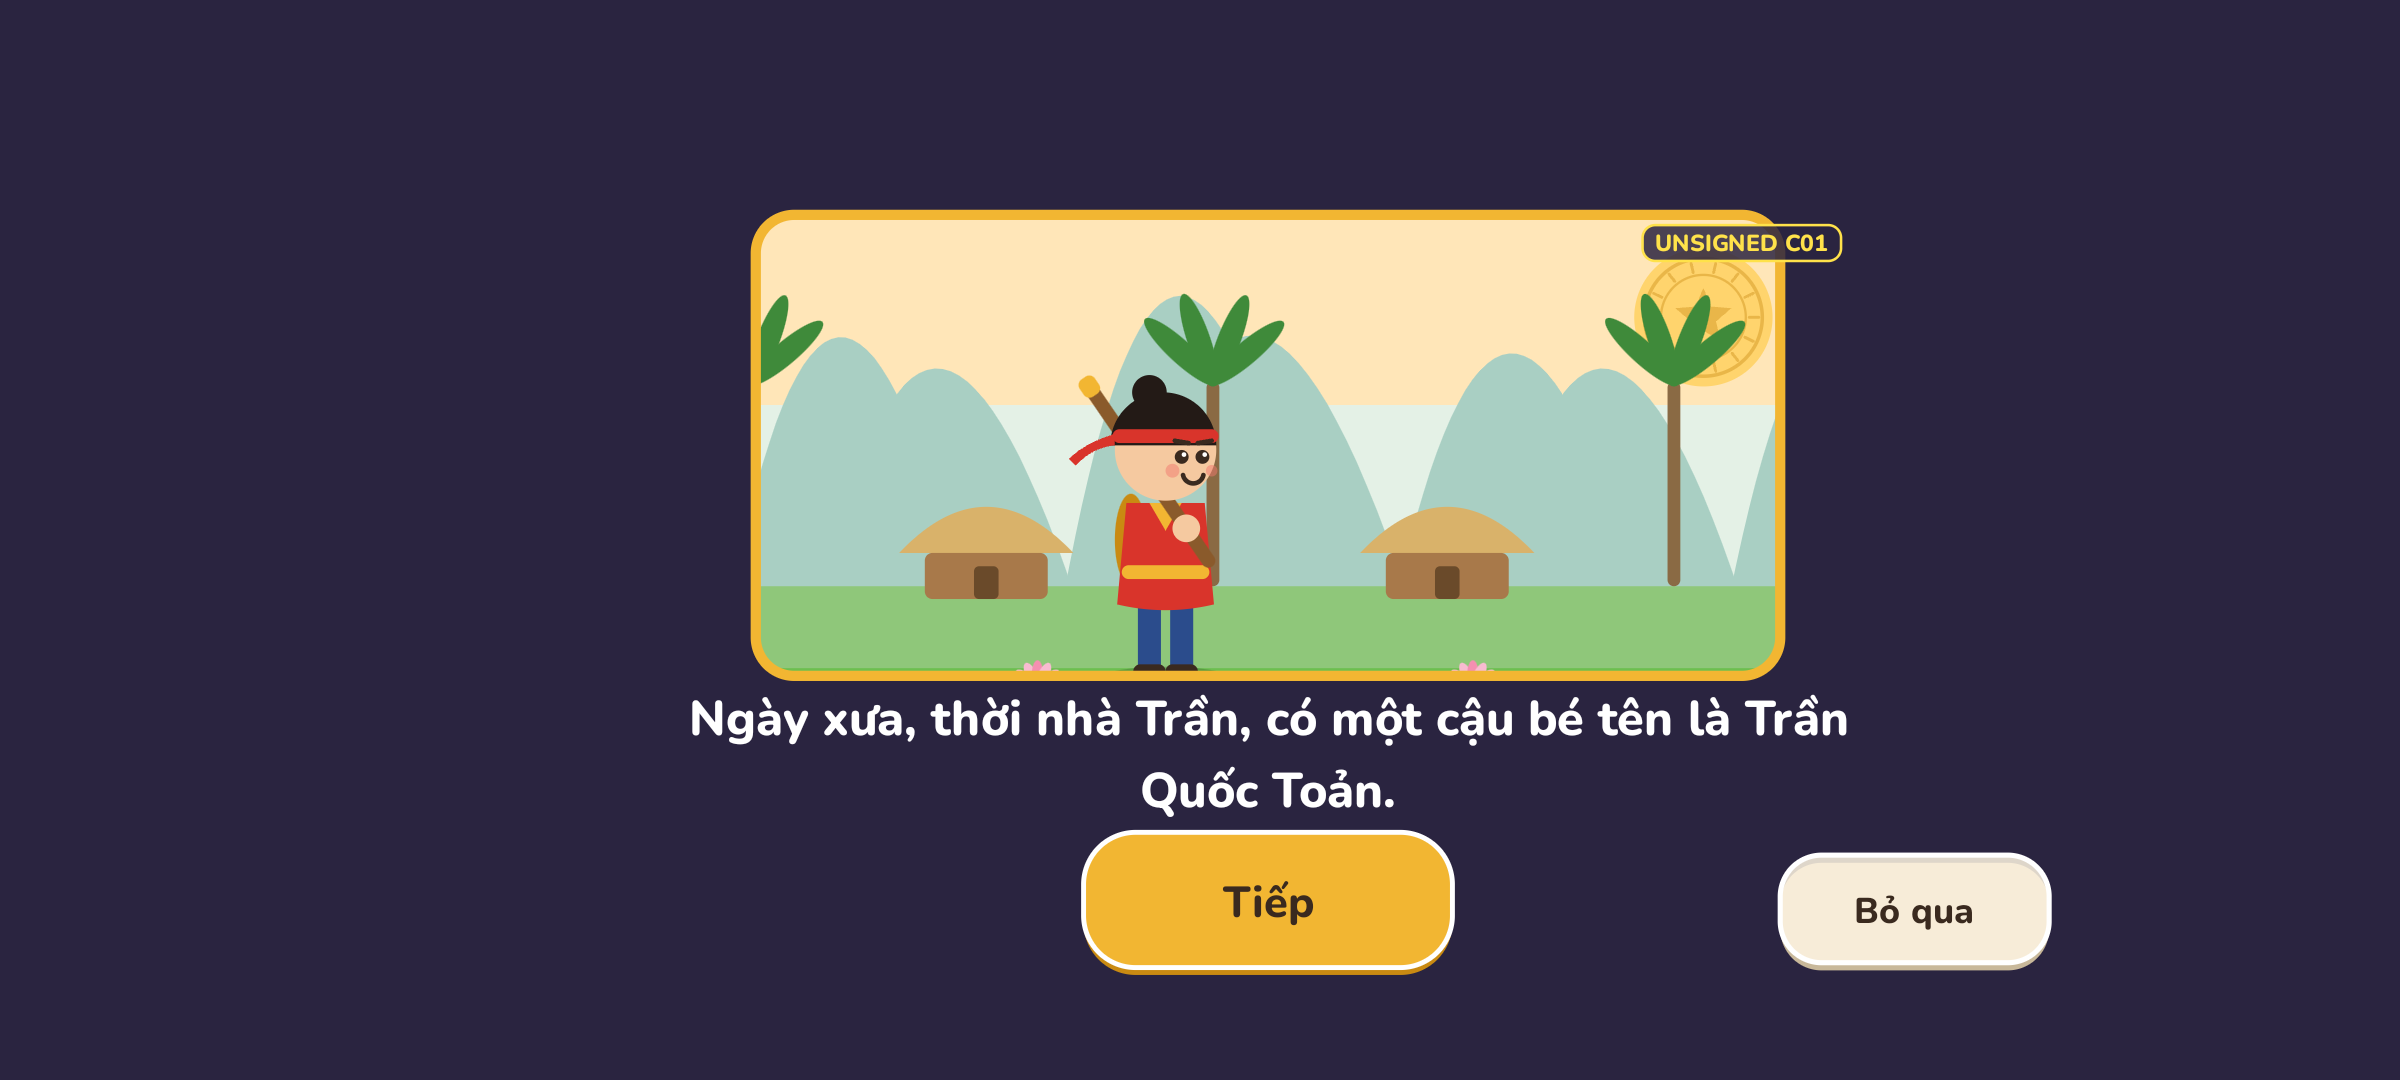 UNSIGNED C01
Ngày xưa, thời nhà Trần, có một cậu bé tên là Trần
Quốc Toản.
Tiếp
Bỏ qua